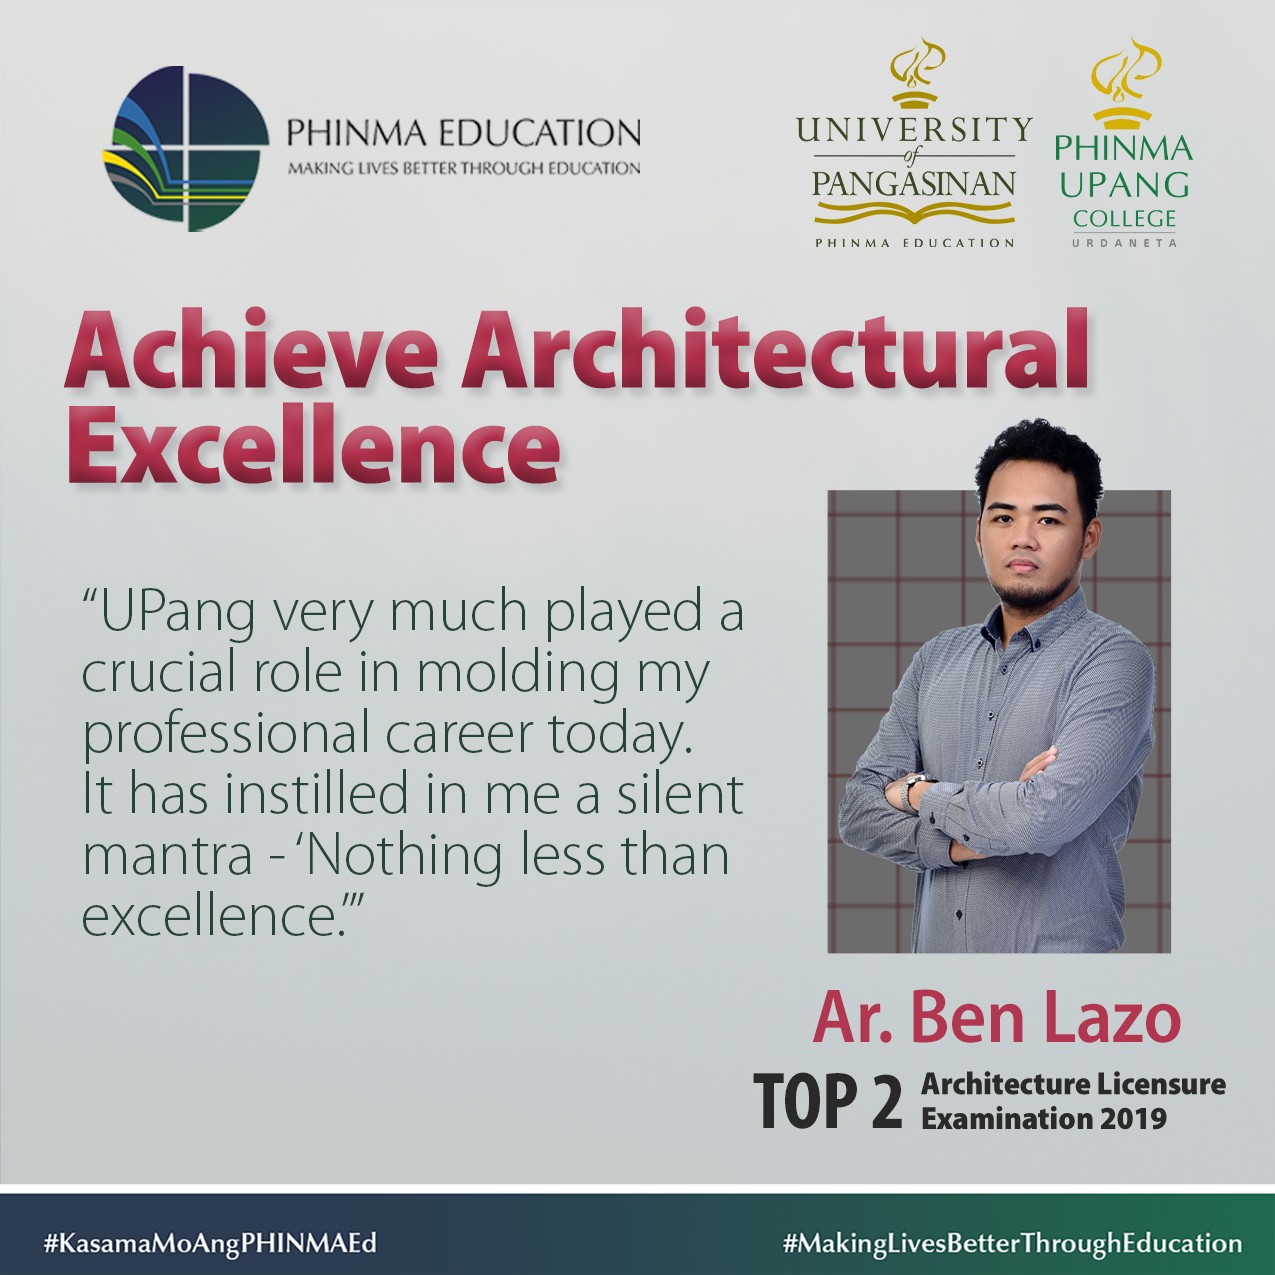 PHINMA EDUCATION
MAKING LIVES BETTER THROUGH EDUCATION
UNIVERSITY
of
PANGASINAN
PHINMA EDUCATION
PHINMA
UPANG
COLLEGE
URDANETA
Achieve Architectural
Excellence
“UPang very much played a
crucial role in molding my
professional career today.
It has instilled in me a silent
mantra - ‘Nothing less than
excellence.’”
Ar. Ben Lazo
TOP 2
Architecture Licensure
Examination 2019
#KasamaMoAngPHINMAEd
#MakingLivesBetterThroughEducation